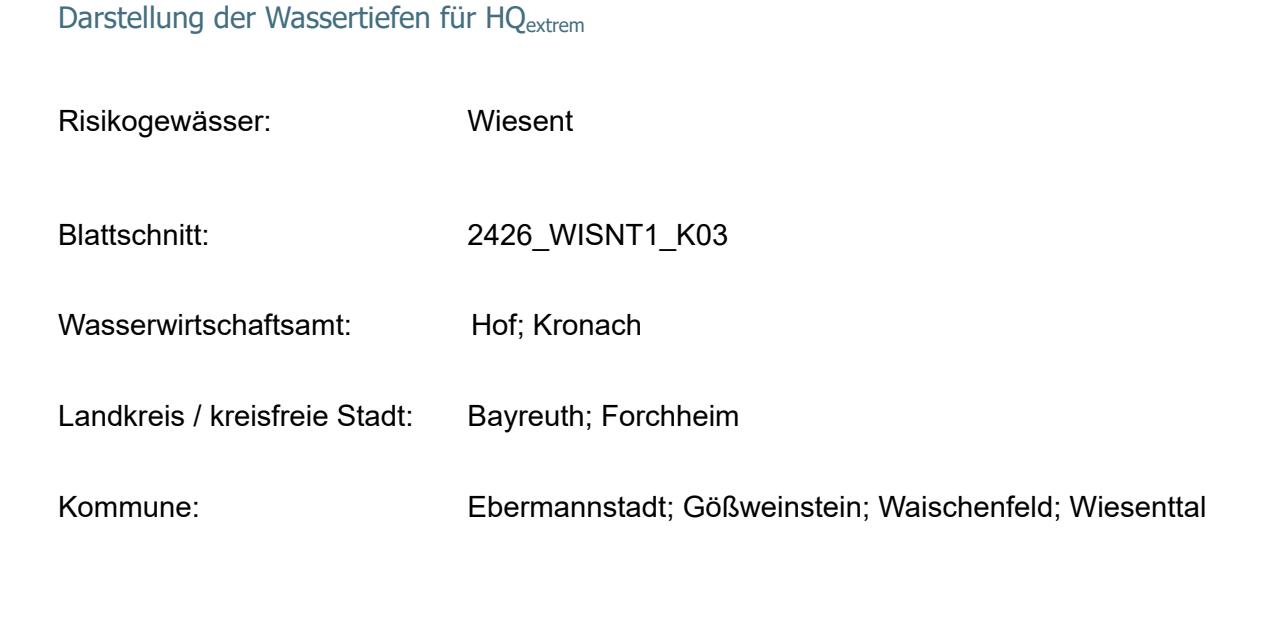 Darstellung der Wassertiefen für HQextrem
Risikogewässer: Wiesent
Blattschnitt: 2426_WISNT1_K03
Wasserwirtschaftsamt: Hof; Kronach
Landkreis / kreisfreie Stadt: Bayreuth; Forchheim
Kommune: Ebermannstadt; Gößweinstein; Waischenfeld; Wiesenttal